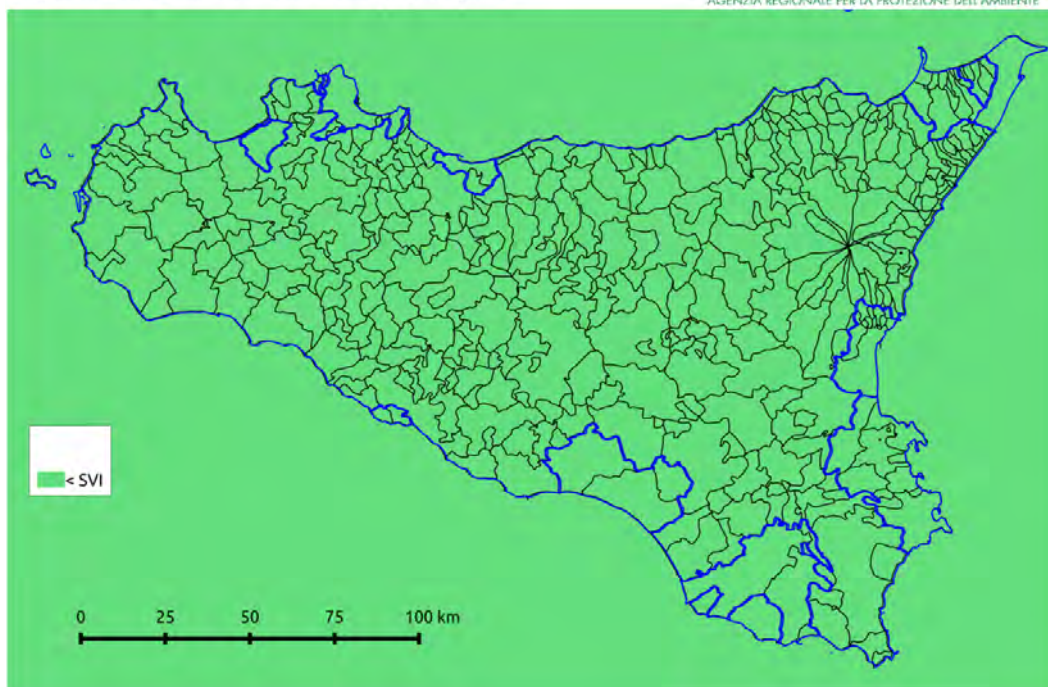 AGENZIA REGIONALE PER LA PROTEZIONE DELL'AMBIENTE
< SVI
0 25 50 75 100 km